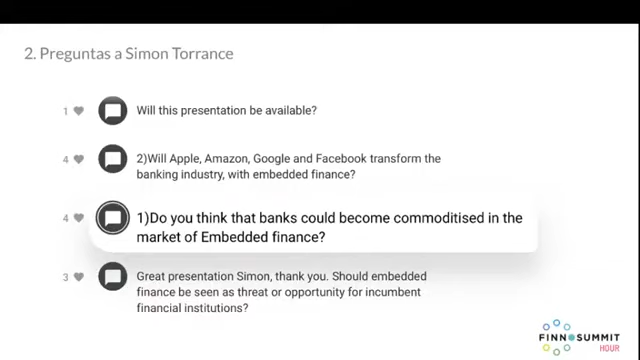 2. Preguntas a Simon Torrance
1
Will this presentation be available?
4
2)Will Apple, Amazon, Google and Facebook transform the
banking industry, with embedded finance?
4
1)Do you think that banks could become commoditised in the
market of Embedded finance?
3
Great presentation Simon, thank you. Should embedded
finance be seen as threat or opportunity for incumbent
financial institutions?
FINNOSUMMIT
HOUR